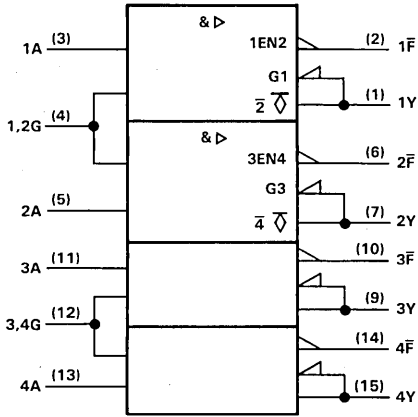 & ▷
1A (3) 1EN2 (2) 1F̅
G1
1,2G (4) 2̅ ◊ (1) 1Y
& ▷
3EN4 (6) 2F̅
2A (5) G3
4̅ ◊ (7) 2Y
3A (11) (10) 3F̅
3,4G (12) (9) 3Y
(14) 4F̅
4A (13) (15) 4Y